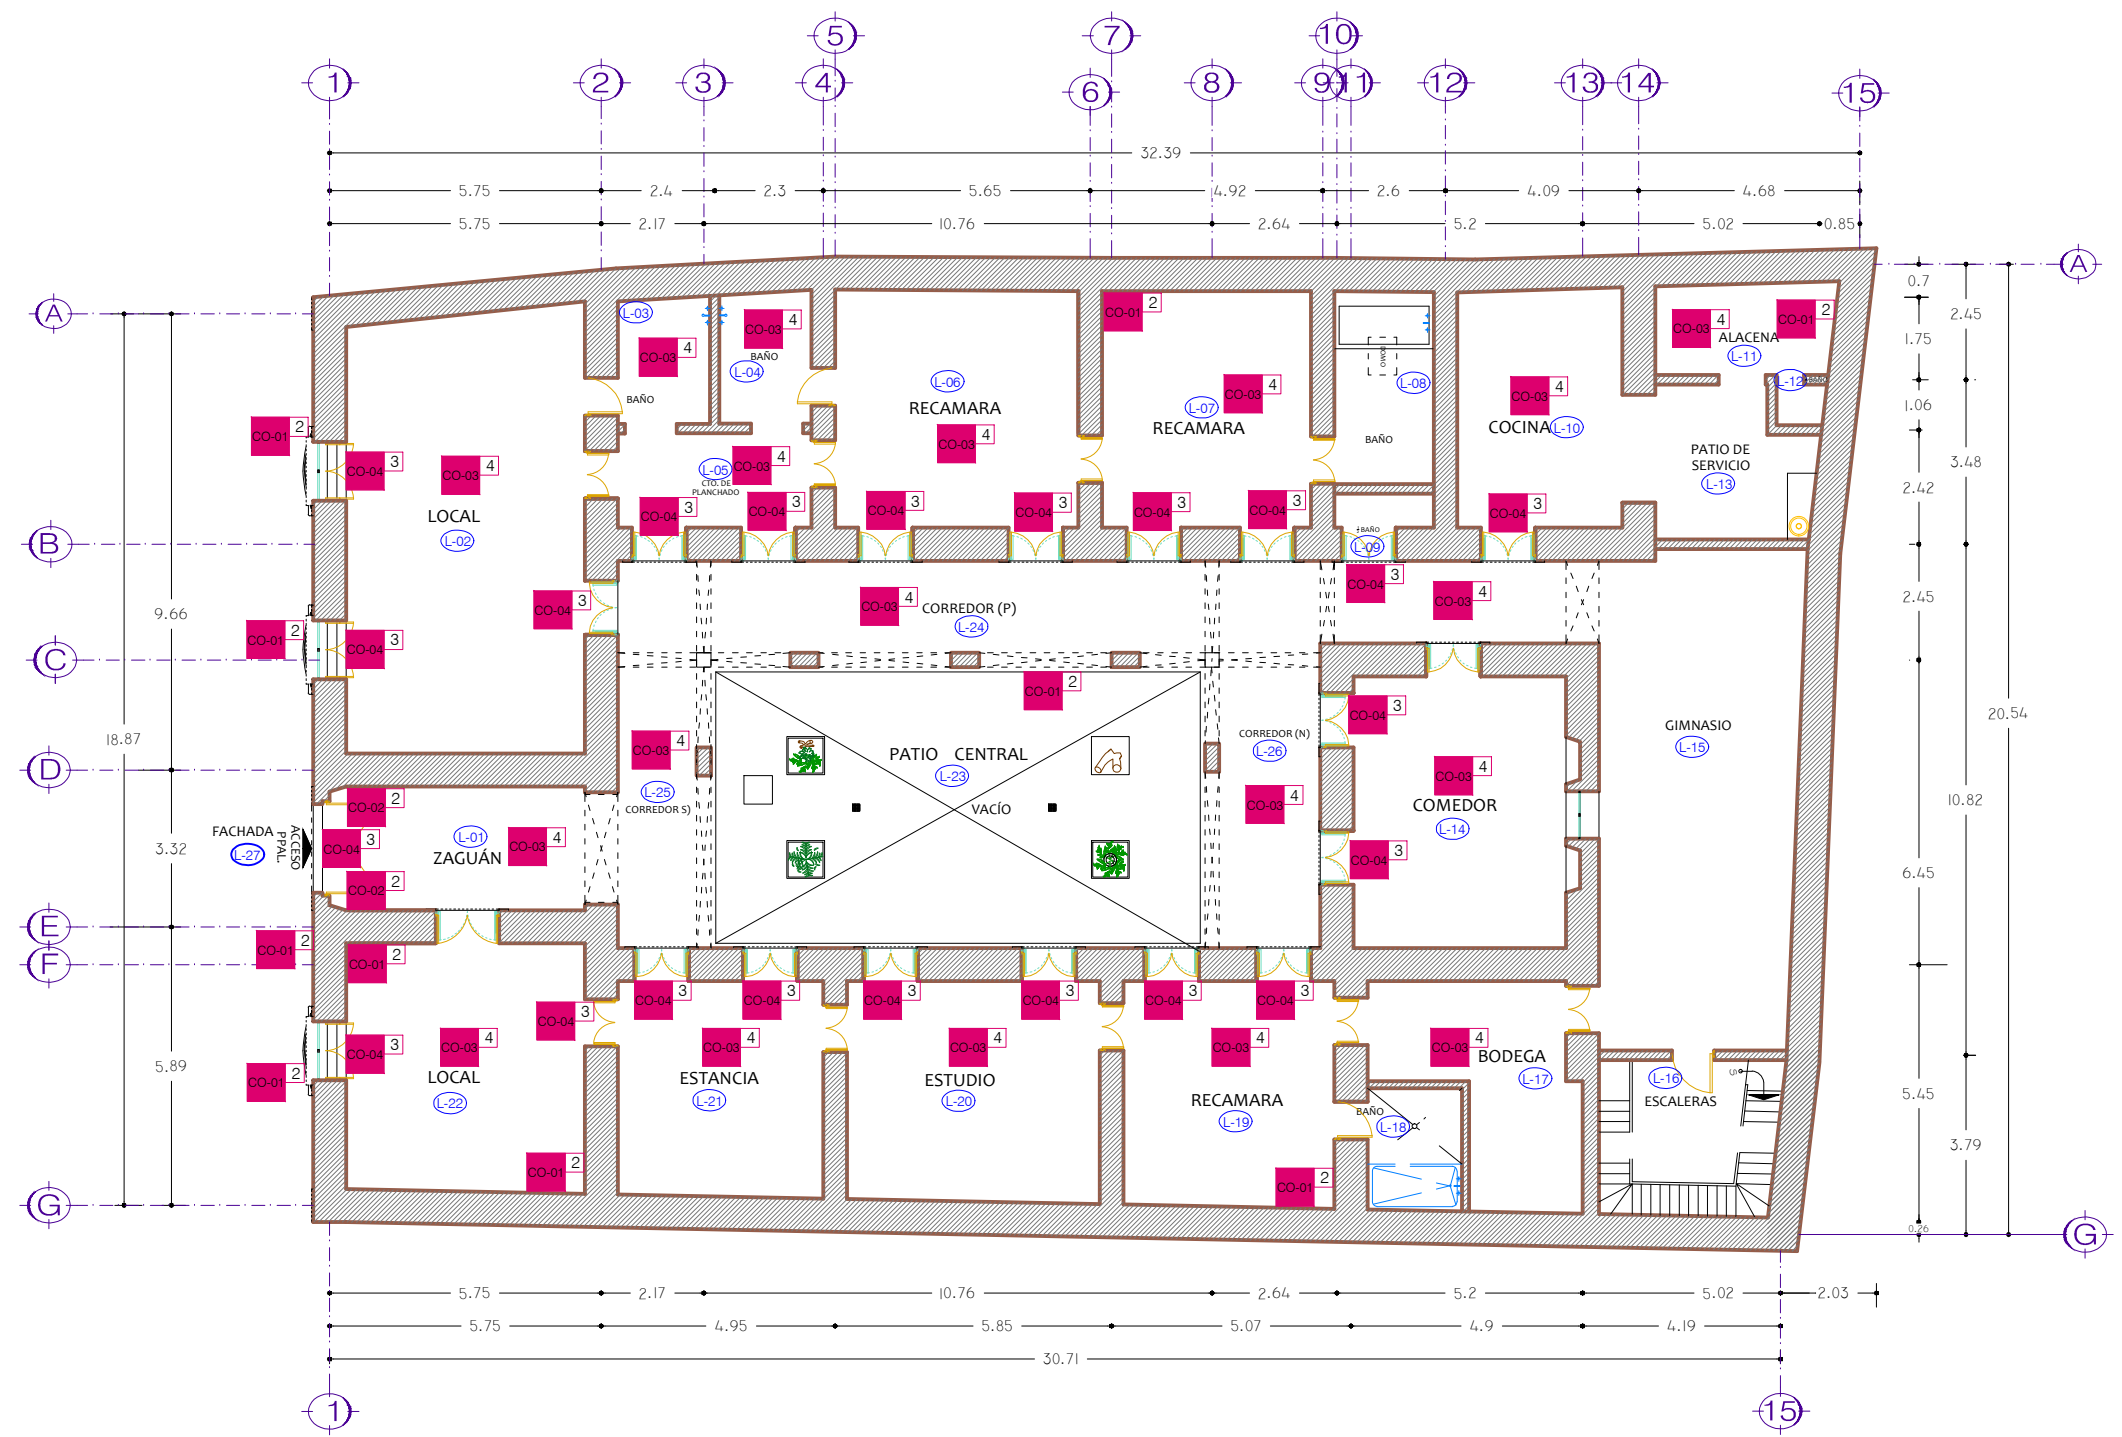 5 7 10
1 2 3 4 6 8 9 11 12 13 14 15
32.39
5.75 2.4 2.3 5.65 4.92 2.6 4.09 4.68
5.75 2.17 10.76 2.64 5.2 5.02 0.85
A
A
B
C
D
E
F
G
G
9.66
18.87
3.32
5.89
0.7
2.45
1.75
1.06
3.48
2.42
2.45
20.54
10.82
6.45
5.45
3.79
0.26
L-03
CO-03 4
BAÑO
CO-03 4
BAÑO
L-04
L-06
RECAMARA
CO-03 4
CO-01 2
CO-03 4
L-07
RECAMARA
DOMO
L-08
BAÑO
CO-03 4
COCINA L-10
CO-03 4
CO-01 2
ALACENA
L-11
L-12
BAÑO
PATIO DE
SERVICIO
L-13
CO-01 2
CO-04 3
CO-03 4
LOCAL
L-02
CO-03 4
L-05
CTO. DE
PLANCHADO
CO-04 3
CO-04 3
CO-04 3
CO-04 3
CO-04 3
CO-04 3
CO-04 3
BAÑO
L-09
CO-04 3
CO-03 4
CO-04 3
CO-03 4
CORREDOR (P)
L-24
CO-01 2
CO-04 3
CO-01 2
CO-03 4
L-25
CORREDOR S)
PATIO CENTRAL
L-23
VACÍO
CORREDOR (N)
L-26
CO-03 4
CO-04 3
CO-03 4
COMEDOR
L-14
CO-04 3
GIMNASIO
L-15
FACHADA
L-27
ACCESO
PPAL.
CO-02 2
CO-04 3
CO-02 2
L-01
ZAGUÁN
CO-03 4
CO-01 2
CO-01 2
CO-04 3
CO-01 2
CO-03 4
LOCAL
L-22
CO-04 3
CO-01 2
CO-04 3
CO-04 3
CO-03 4
ESTANCIA
L-21
CO-04 3
CO-04 3
CO-03 4
ESTUDIO
L-20
CO-04 3
CO-04 3
CO-03 4
RECAMARA
L-19
CO-01 2
CO-03 4
BODEGA
L-17
BAÑO
L-18
L-16
ESCALERAS
S
5.75 2.17 10.76 2.64 5.2 5.02 2.03
5.75 4.95 5.85 5.07 4.9 4.19
30.71
1 15